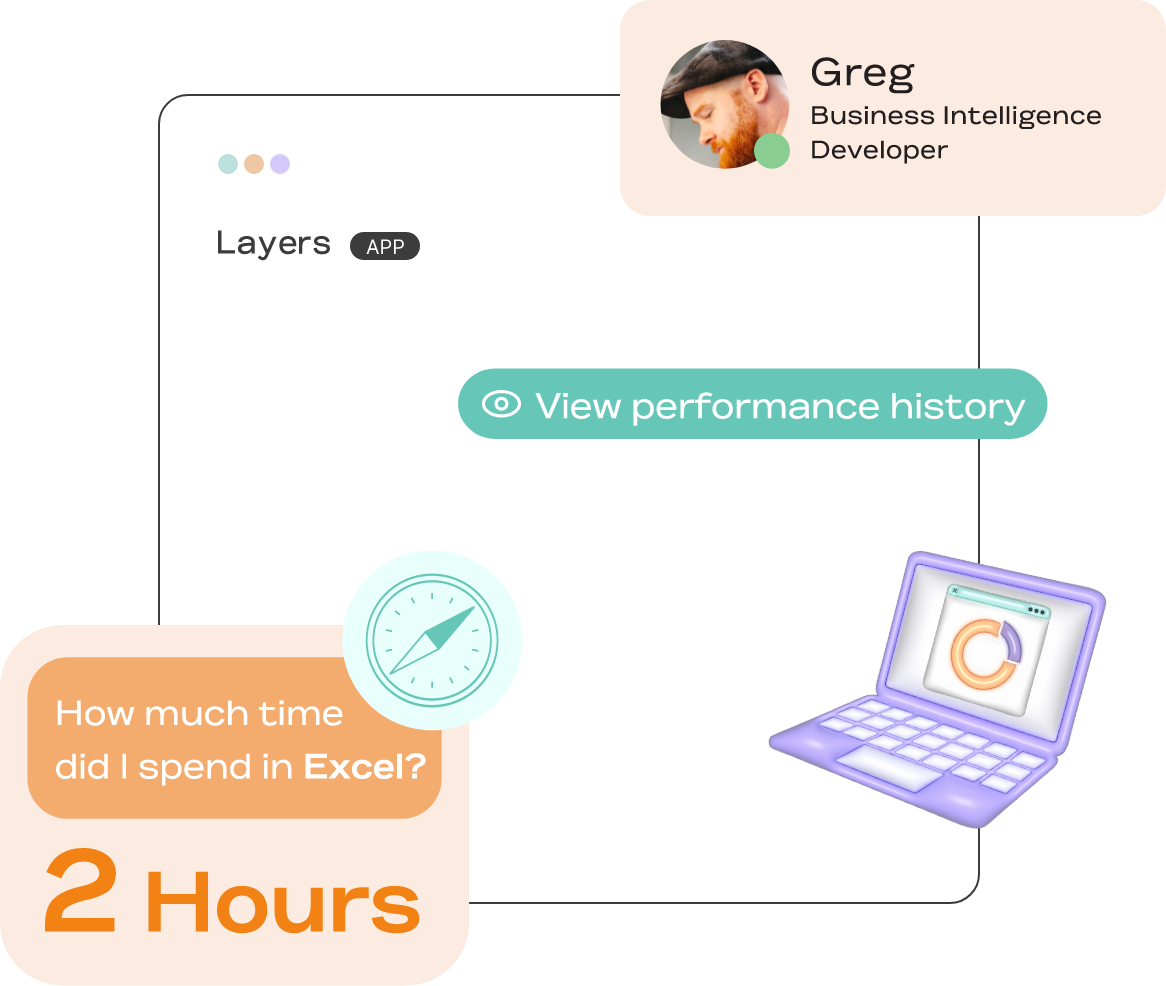 Greg
Business Intelligence
Developer
Layers APP
View performance history
How much time
did I spend in Excel?
2 Hours